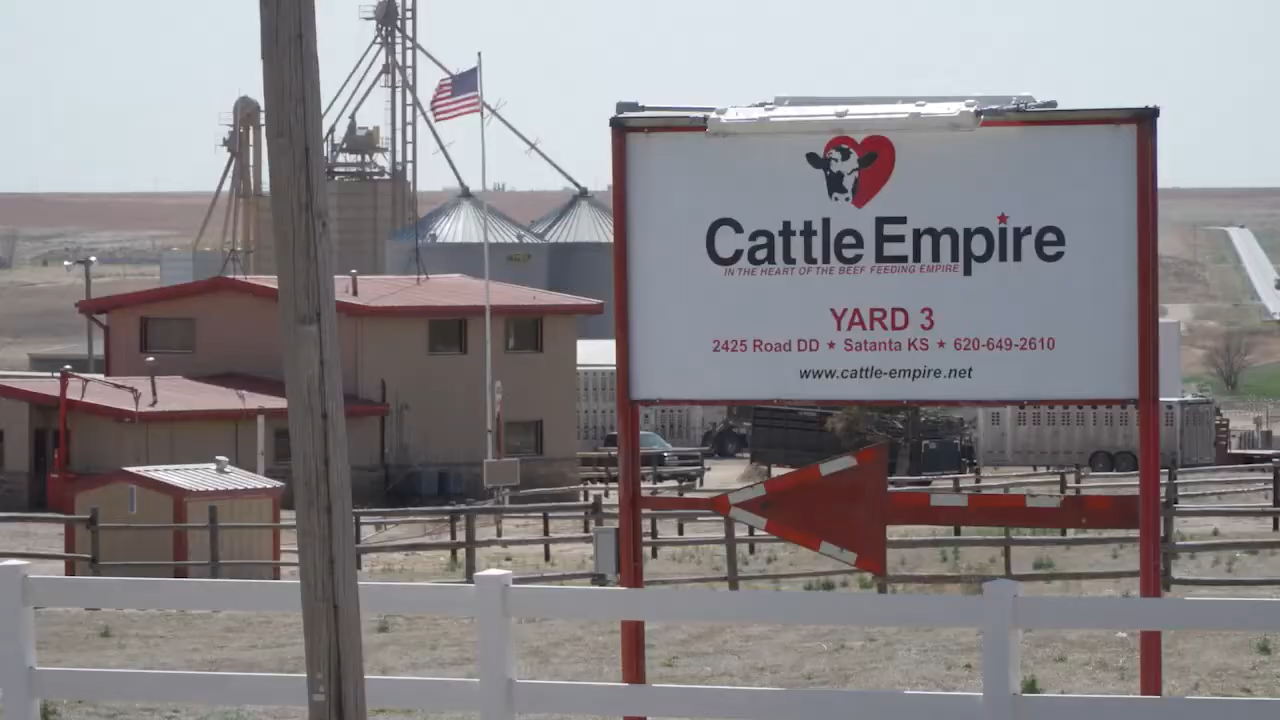 Cattle Empire
IN THE HEART OF THE BEEF FEEDING EMPIRE
YARD 3
2425 Road DD ★ Satanta KS ★ 620-649-2610
www.cattle-empire.net